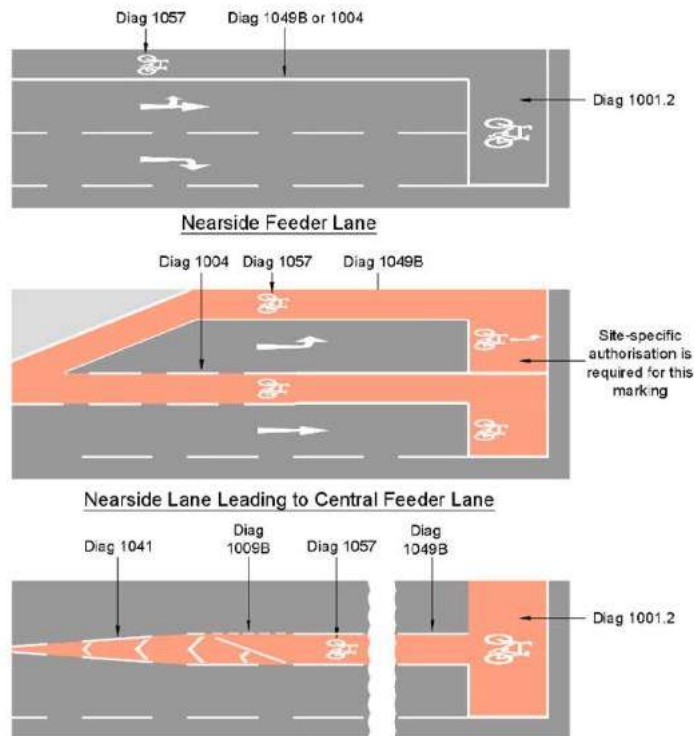 Diag 1057
Diag 1049B or 1004
Diag 1001.2
Nearside Feeder Lane
Diag 1004
Diag 1057
Diag 1049B
Site-specific
authorisation is
required for this
marking
Nearside Lane Leading to Central Feeder Lane
Diag 1041
Diag
1009B
Diag 1057
Diag
1049B
Diag 1001.2